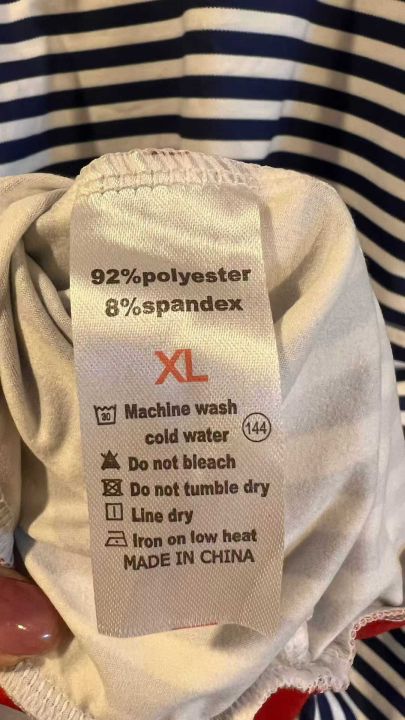 92%polyester
8%spandex
XL
30 Machine wash
cold water 144
Do not bleach
Do not tumble dry
Line dry
Iron on low heat
MADE IN CHINA